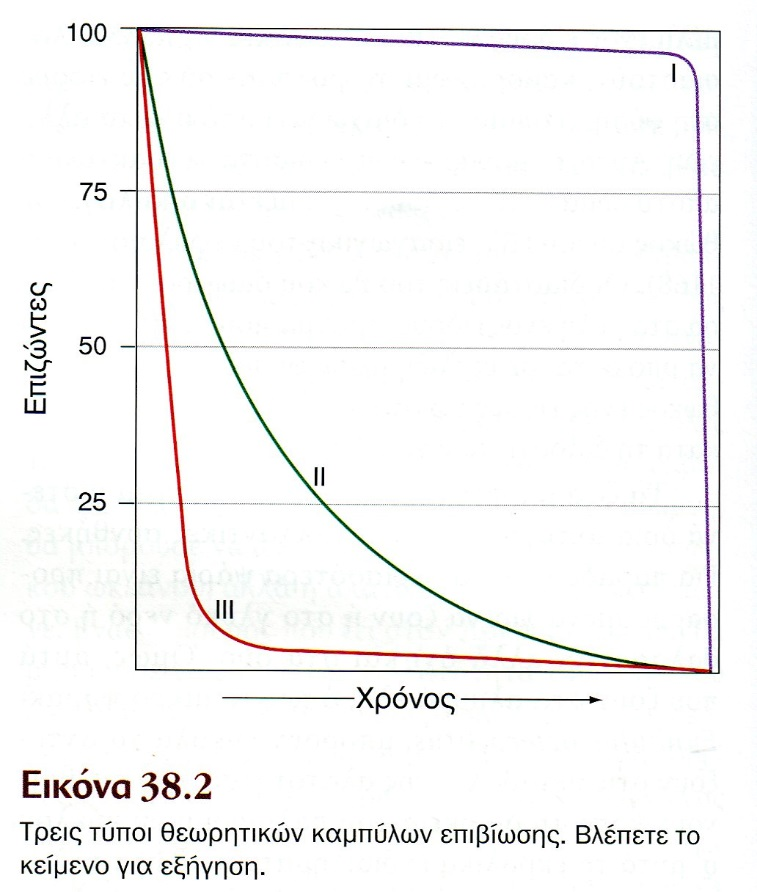 100
I
75
Επιζώντες
50
II
25
III
Χρόνος
Εικόνα 38.2
Τρεις τύποι θεωρητικών καμπύλων επιβίωσης. Βλέπετε το
κείμενο για εξήγηση.